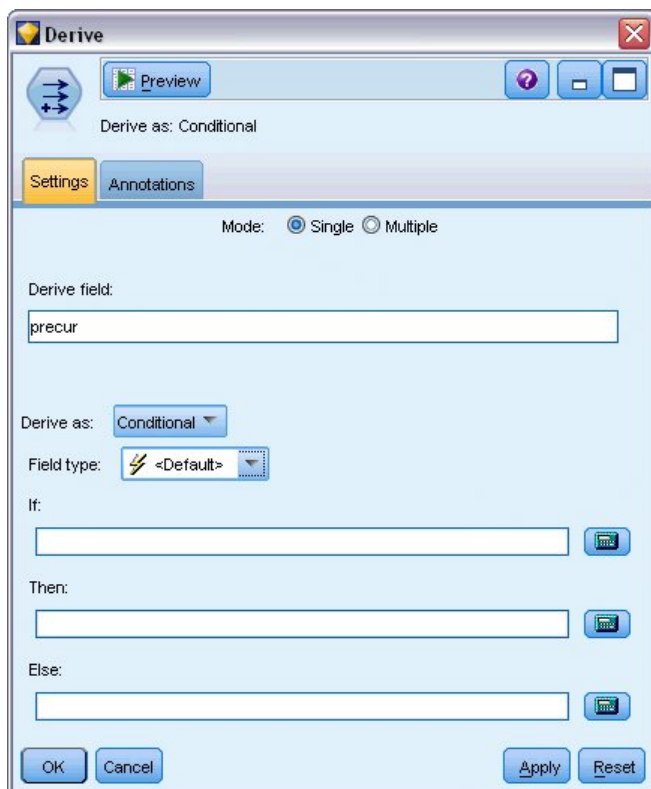 Derive
Preview
Derive as: Conditional
Settings Annotations
Mode: Single Multiple
Derive field:
precur
Derive as: Conditional
Field type: <Default>
If:
Then:
Else:
OK Cancel Apply Reset